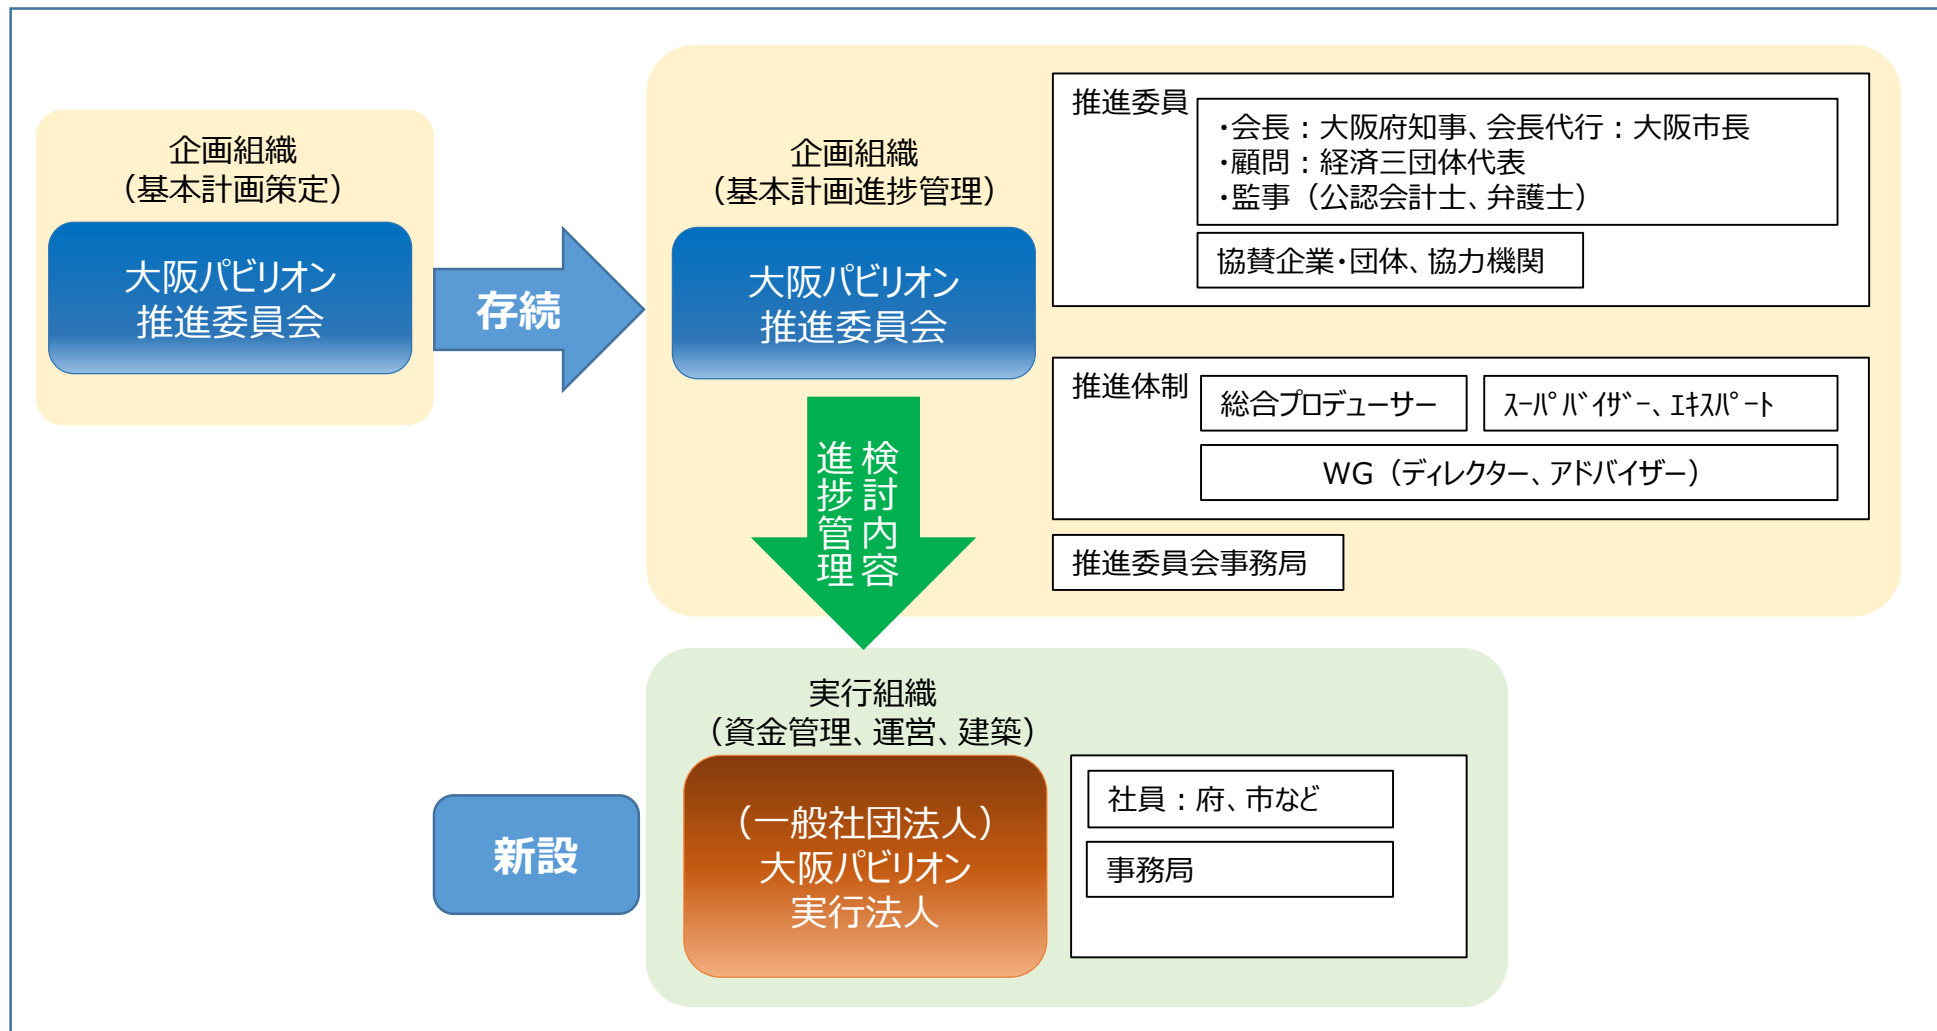 企画組織
（基本計画策定）
大阪パビリオン
推進委員会
存続
企画組織
（基本計画進捗管理）
大阪パビリオン
推進委員会
推進委員
・会長：大阪府知事、会長代行：大阪市長
・顧問：経済三団体代表
・監事（公認会計士、弁護士）
協賛企業・団体、協力機関
推進体制
総合プロデューサー
ｽｰﾊﾟﾊﾞｲｻﾞｰ、ｴｷｽﾊﾟｰﾄ
WG（ディレクター、アドバイザー）
推進委員会事務局
検討内容
進捗管理
実行組織
（資金管理、運営、建築）
新設
（一般社団法人）
大阪パビリオン
実行法人
社員：府、市など
事務局